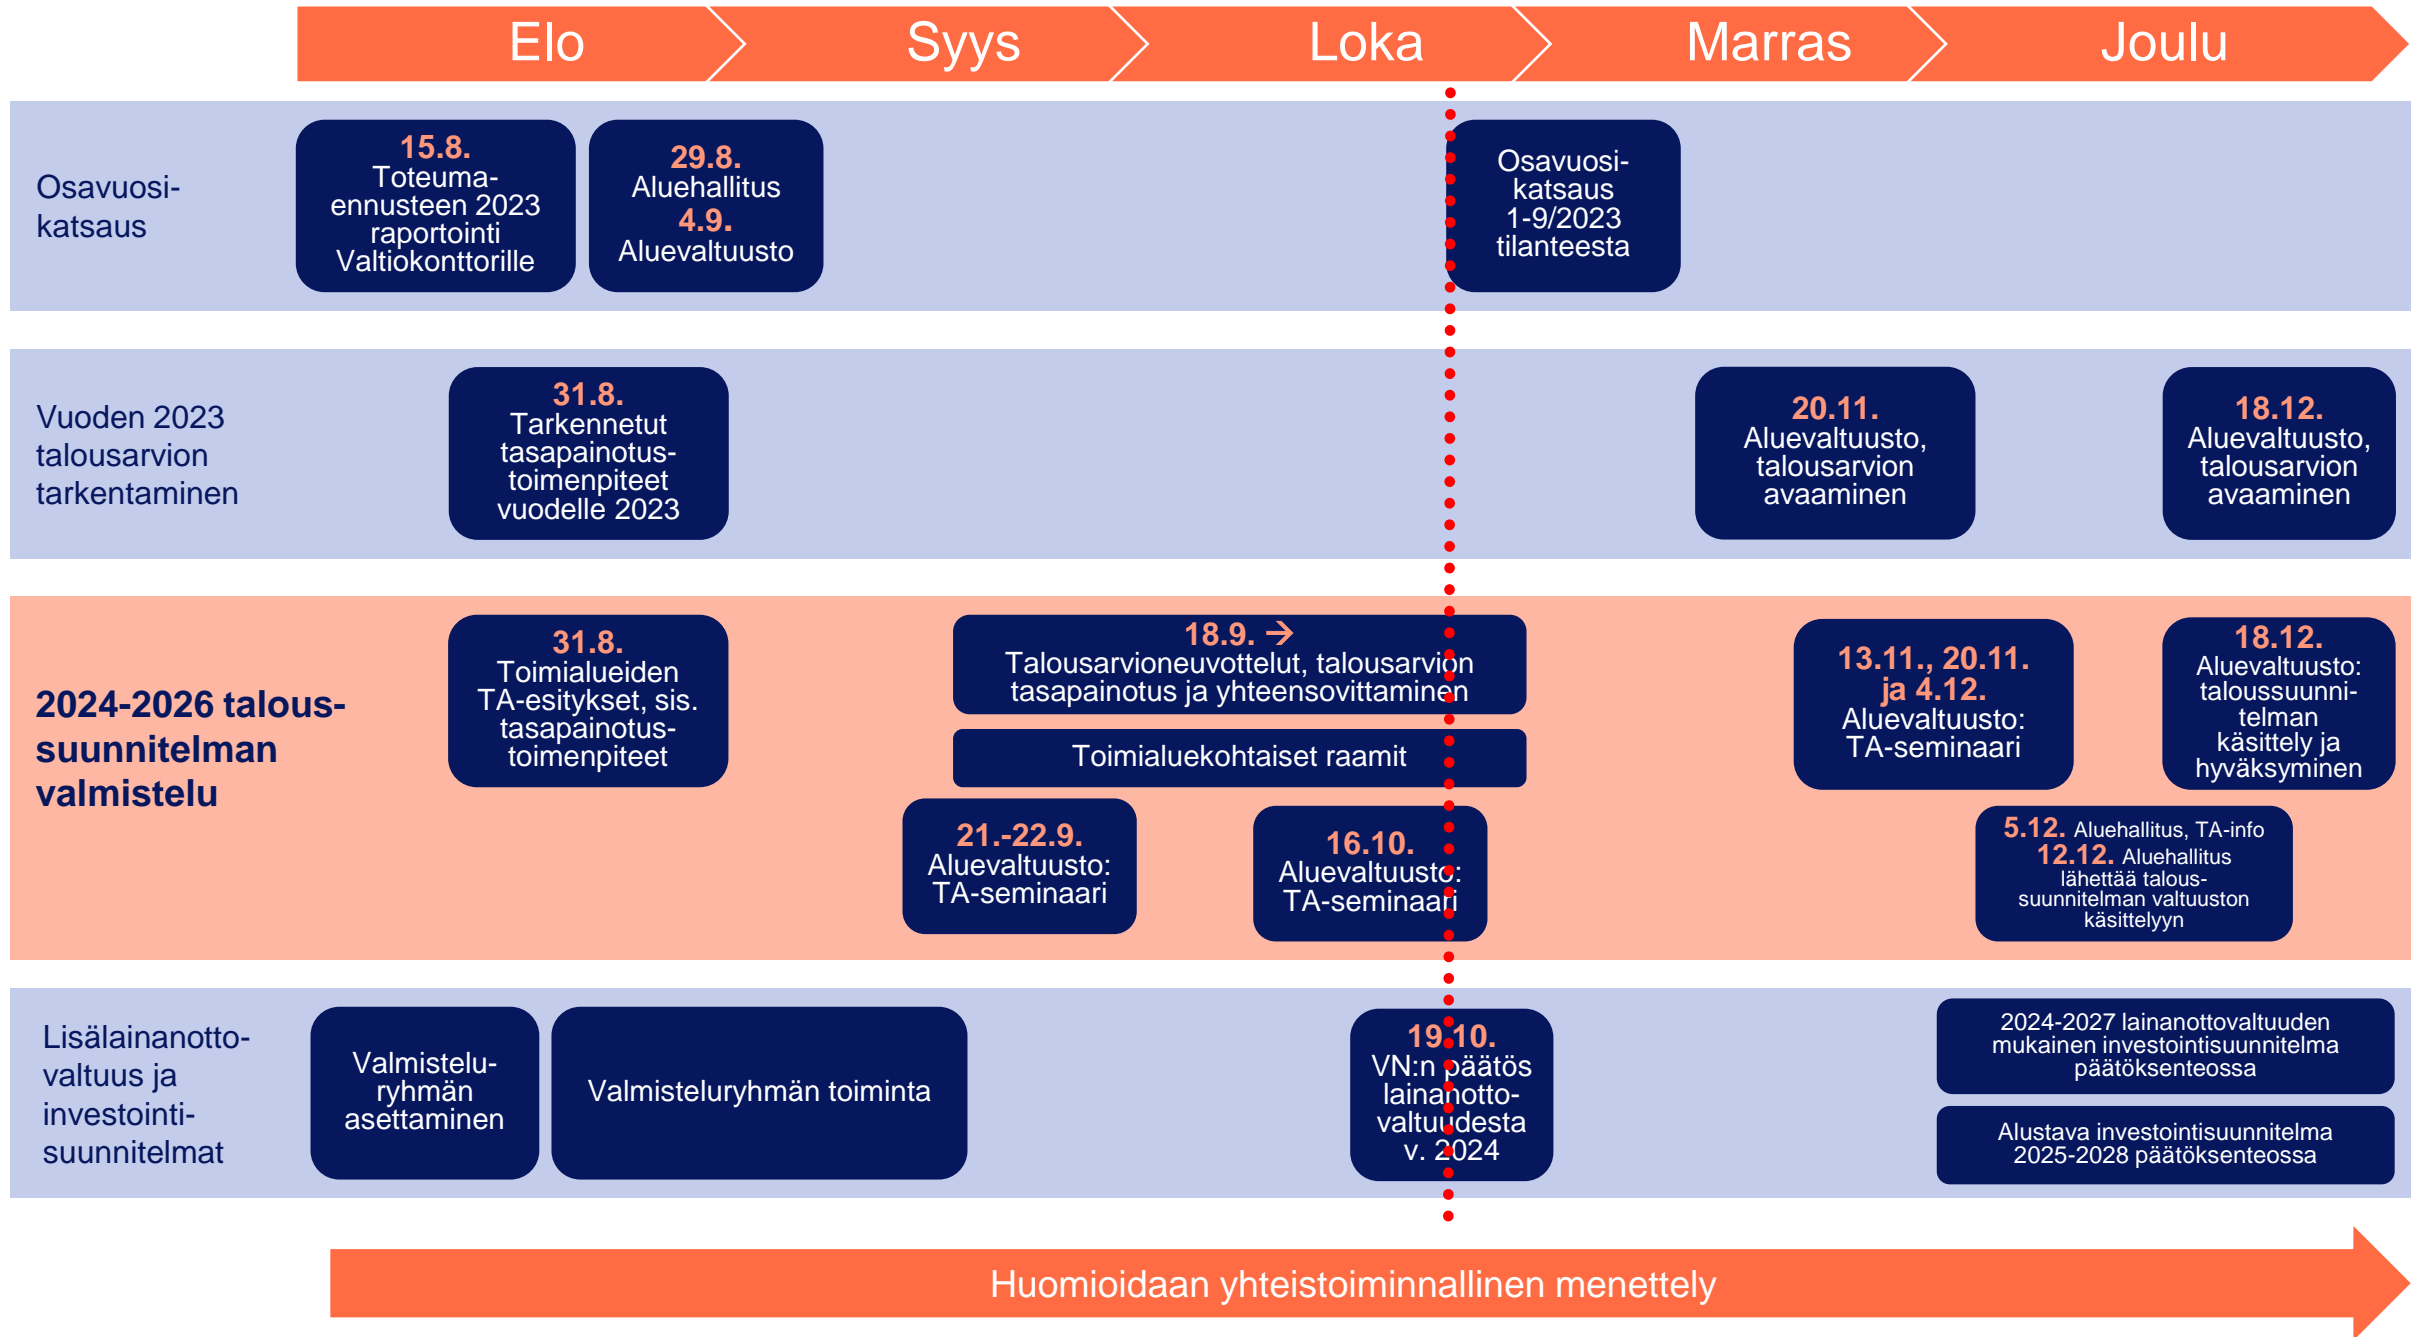 Elo
Syys
Loka
Marras
Joulu
Osavuosi-
katsaus
15.8.
Toteuma-
ennusteen 2023
raportointi
Valtiokonttorille
29.8.
Aluehallitus
4.9.
Aluevaltuusto
Osavuosi-
katsaus
1-9/2023
tilanteesta
Vuoden 2023
talousarvion
tarkentaminen
31.8.
Tarkennetut
tasapainotus-
toimenpiteet
vuodelle 2023
20.11.
Aluevaltuusto,
talousarvion
avaaminen
18.12.
Aluevaltuusto,
talousarvion
avaaminen
2024-2026 talous-
suunnitelman
valmistelu
31.8.
Toimialueiden
TA-esitykset, sis.
tasapainotus-
toimenpiteet
18.9. →
Talousarvioneuvottelut, talousarvion
tasapainotus ja yhteensovittaminen
Toimialuekohtaiset raamit
21.-22.9.
Aluevaltuusto:
TA-seminaari
16.10.
Aluevaltuusto:
TA-seminaari
13.11., 20.11.
ja 4.12.
Aluevaltuusto:
TA-seminaari
18.12.
Aluevaltuusto:
taloussuunni-
telman
käsittely ja
hyväksyminen
5.12. Aluehallitus, TA-info
12.12. Aluehallitus
lähettää talous-
suunnitelman valtuuston
käsittelyyn
Lisälainanotto-
valtuus ja
investointi-
suunnitelmat
Valmistelu-
ryhmän
asettaminen
Valmisteluryhmän toiminta
19.10.
VN:n päätös
lainanotto-
valtuudesta
v. 2024
2024-2027 lainanottovaltuuden
mukainen investointisuunnitelma
päätöksenteossa
Alustava investointisuunnitelma
2025-2028 päätöksenteossa
Huomioidaan yhteistoiminnallinen menettely